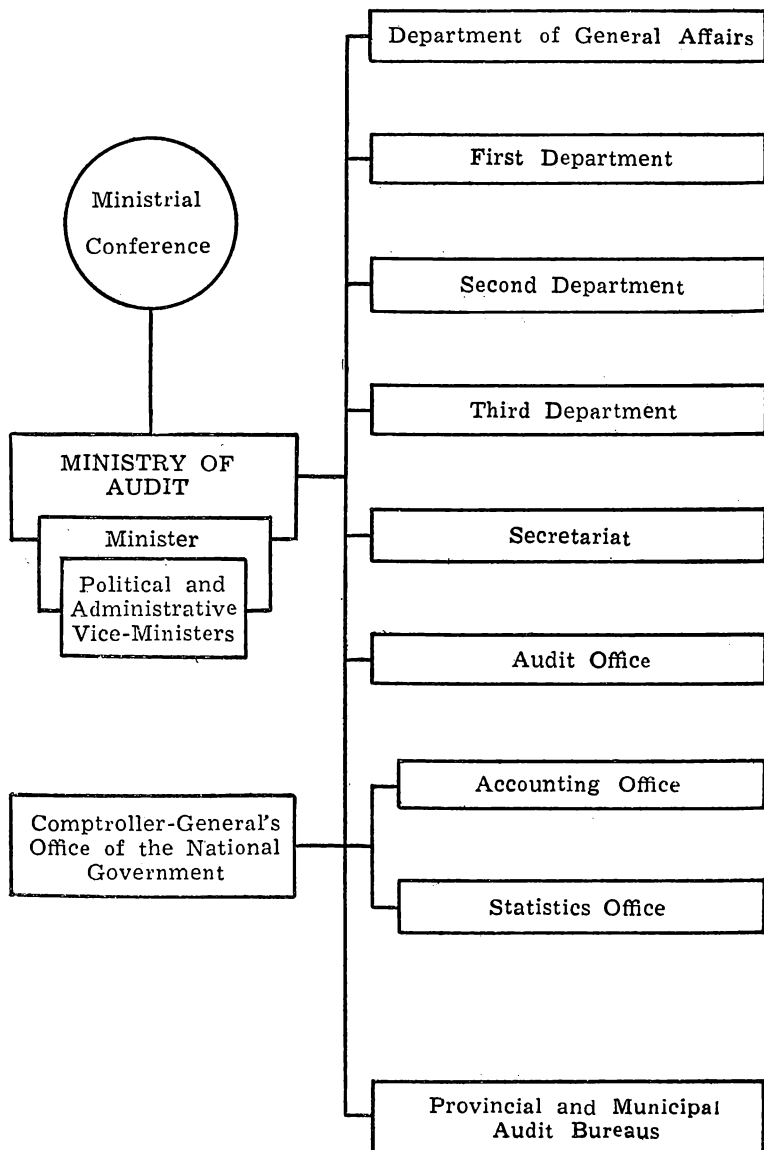 Department of General Affairs
First Department
Ministrial
Conference
Second Department
Third Department
MINISTRY OF
AUDIT
Minister
Political and
Administrative
Vice-Ministers
Secretariat
Audit Office
Accounting Office
Comptroller-General's
Office of the National
Government
Statistics Office
Provincial and Municipal
Audit Bureaus